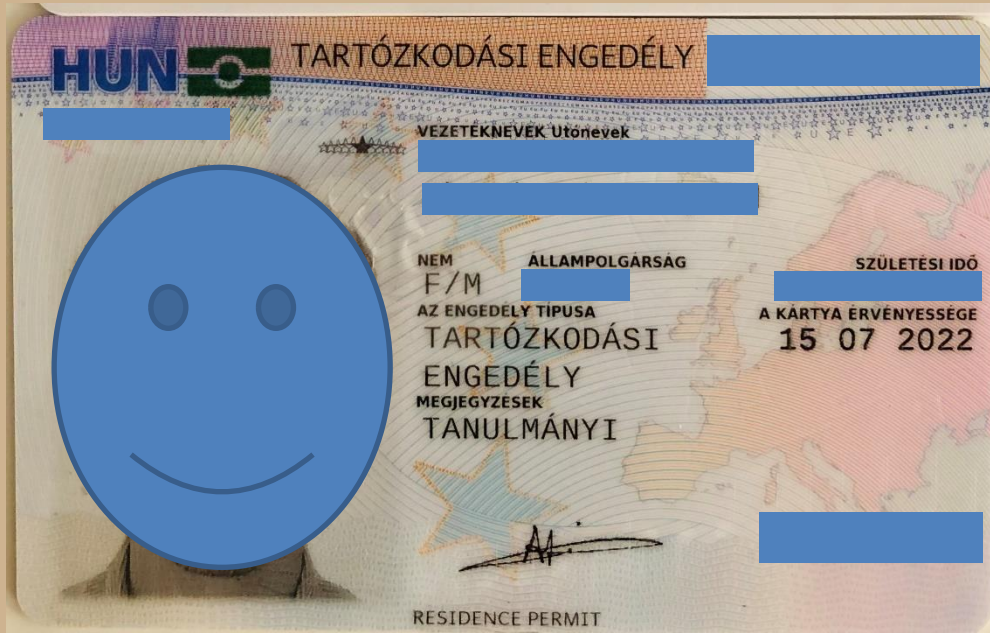 HUN TARTÓZKODÁSI ENGEDÉLY
VEZETÉKNEVEK Utónevek
NEM ÁLLAMPOLGÁRSÁG SZÜLETÉSI IDŐ
F/M
AZ ENGEDÉLY TÍPUSA A KÁRTYA ÉRVÉNYESSÉGE
TARTÓZKODÁSI 15 07 2022
ENGEDÉLY
MEGJEGYZÉSEK
TANULMÁNYI
RESIDENCE PERMIT